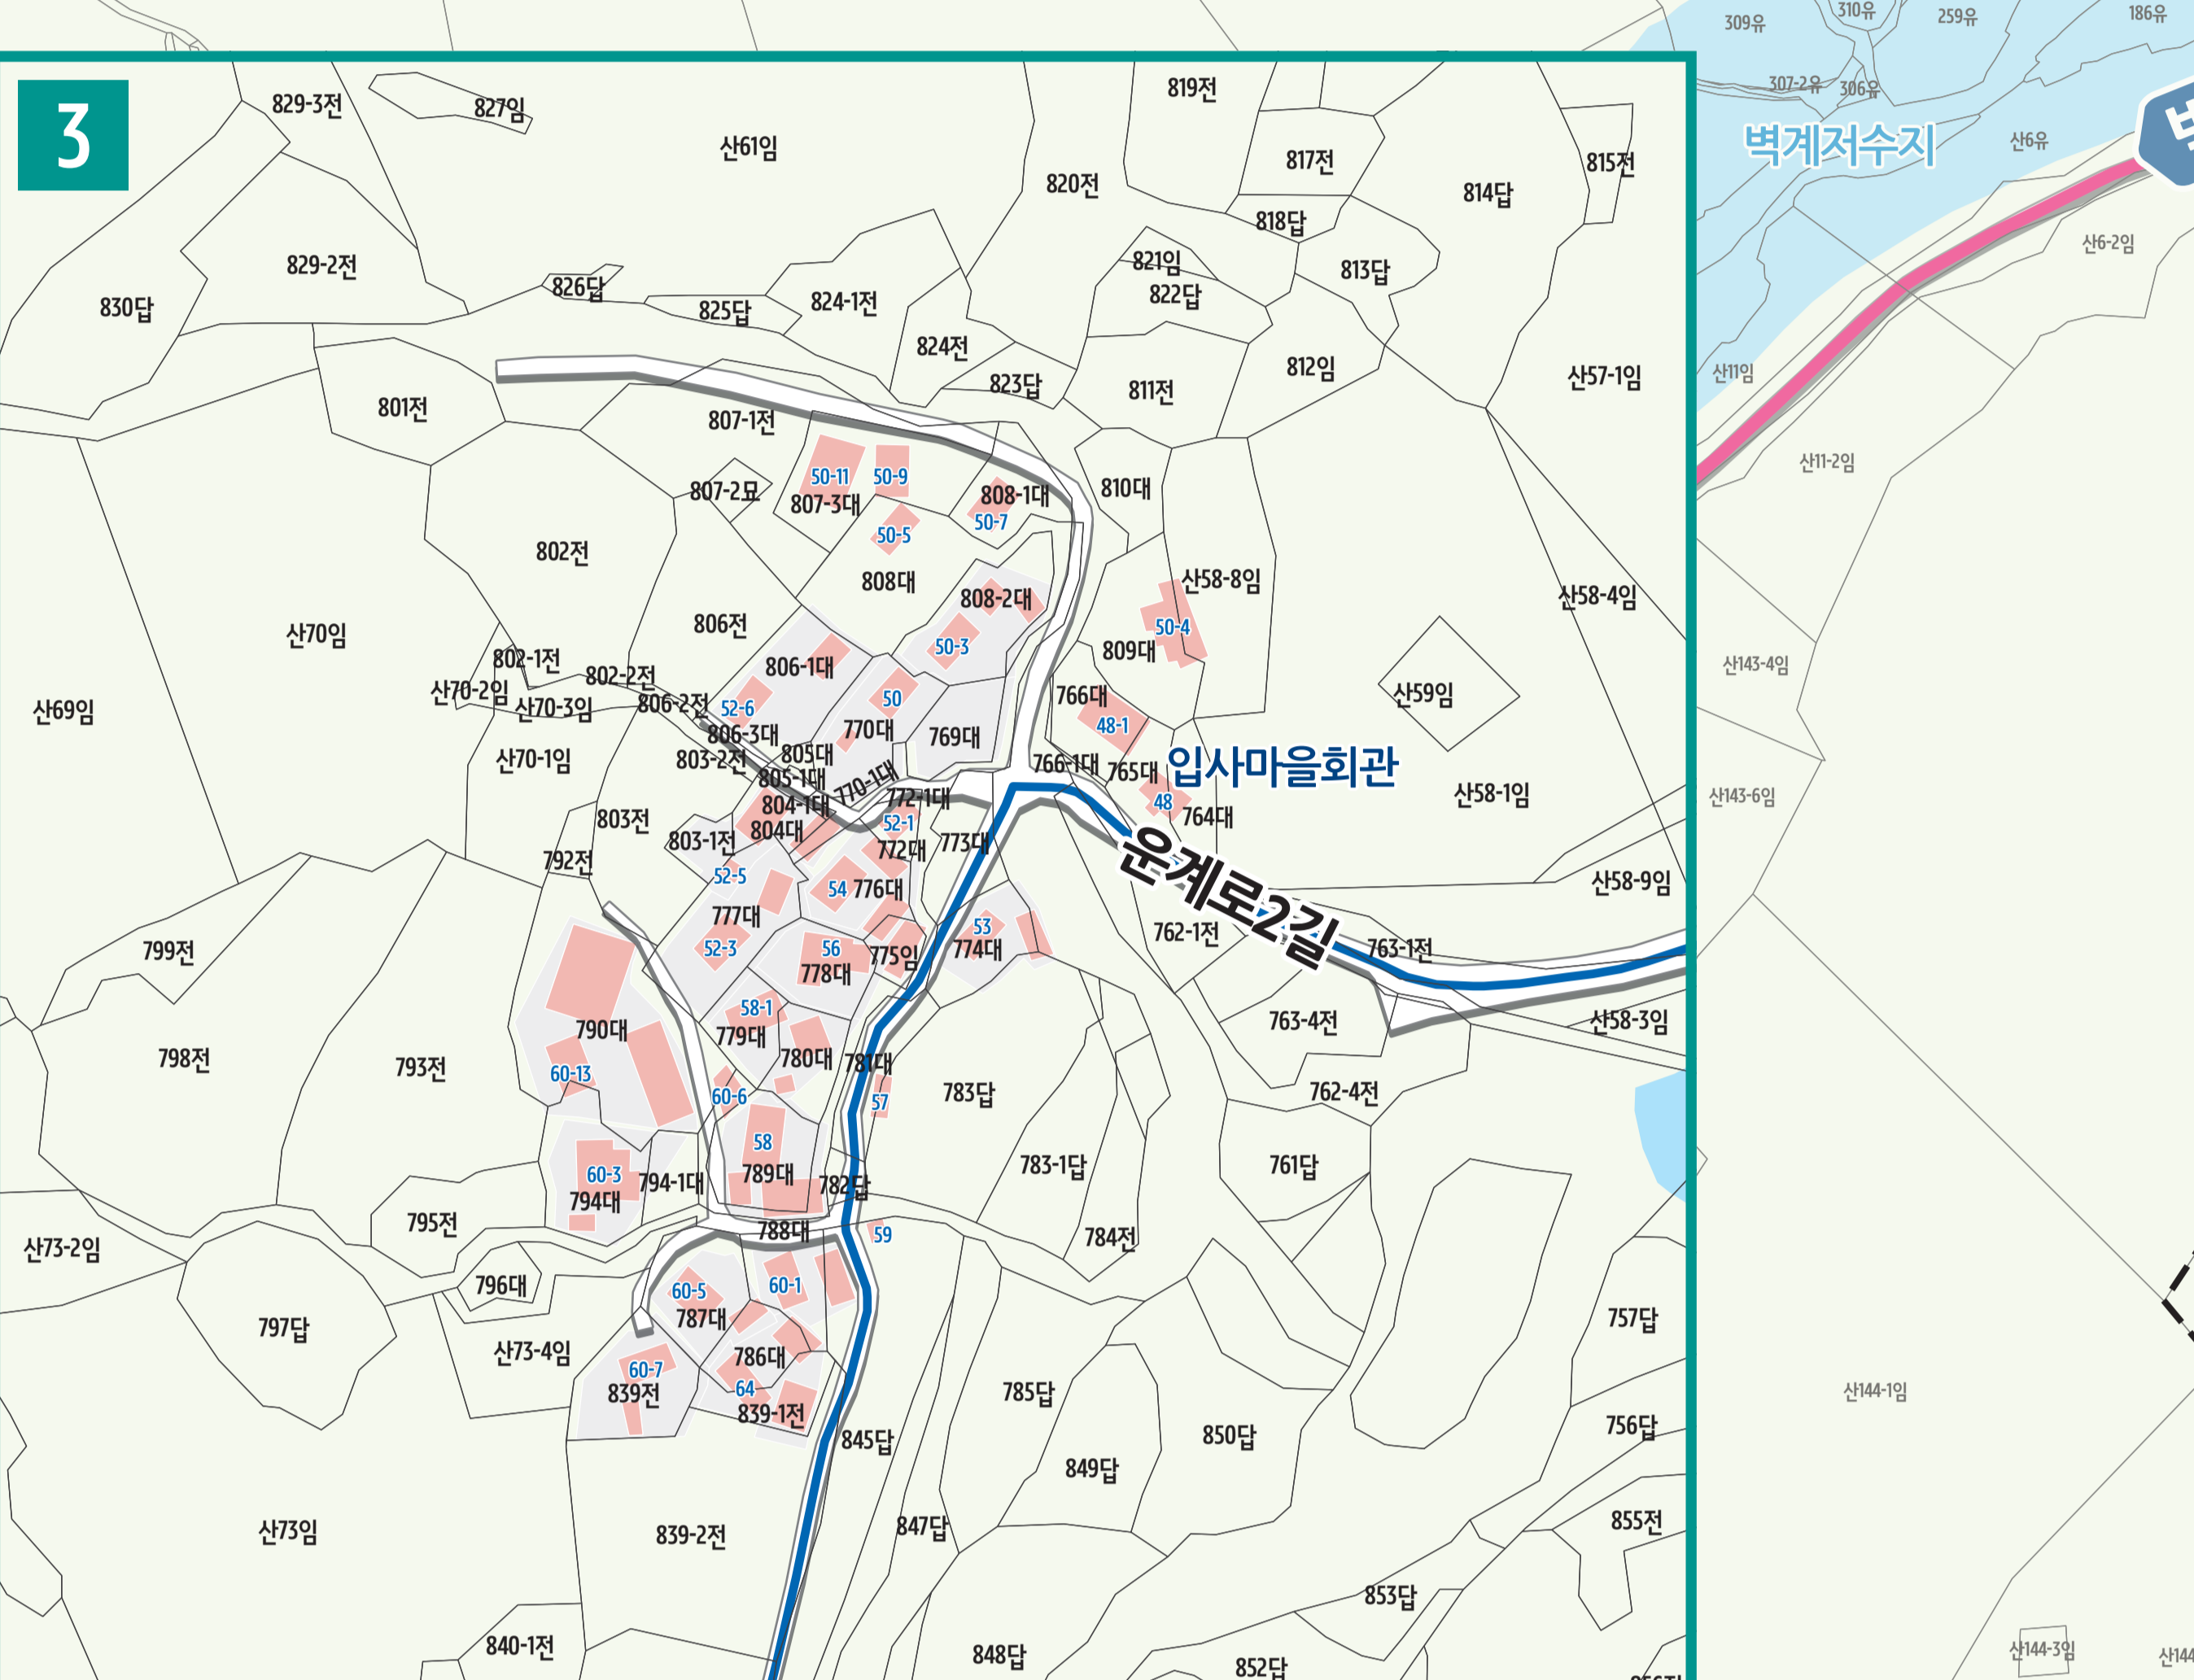 3
309유
310유
259유
186유
307-2유
306유
벽계저수지
산6유
산6-2임
829-3전
827임
산61임
819전
817전
815전
820전
814답
818답
829-2전
821임
813답
826답
822답
830답
825답
824-1전
824전
823답
811전
812임
산57-1임
산11임
801전
807-1전
산11-2임
50-11
50-9
807-2묘
807-3대
808-1대
810대
50-7
50-5
802전
808대
산58-8임
808-2대
산58-4임
806전
50-4
산70임
50-3
809대
802-1전
806-1대
산143-4임
802-2전
산70-2임
산70-3임
806-2전
52-6
50
766대
산59임
산69임
48-1
806-3대
770대
769대
803-2전
805대
산70-1임
766-1대
765대
입사마을회관
805-1대
770-1대
산58-1임
산143-6임
772-1대
804-1대
48
764대
803전
804대
52-1
803-1전
772대
773대
운계로2길
792전
52-5
54
776대
산58-9임
777대
53
762-1전
799전
52-3
56
775임
774대
763-1전
778대
58-1
790대
779대
763-4전
산58-3임
798전
793전
780대
781대
60-13
60-6
57
783답
762-4전
58
60-3
789대
783-1답
761답
794대
794-1대
782답
795전
788대
59
784전
산73-2임
796대
60-5
60-1
787대
757답
797답
산73-4임
786대
60-7
839전
64
785답
산144-1임
839-1전
845답
850답
756답
849답
산73임
839-2전
847답
855전
853답
840-1전
848답
852답
산144-3임